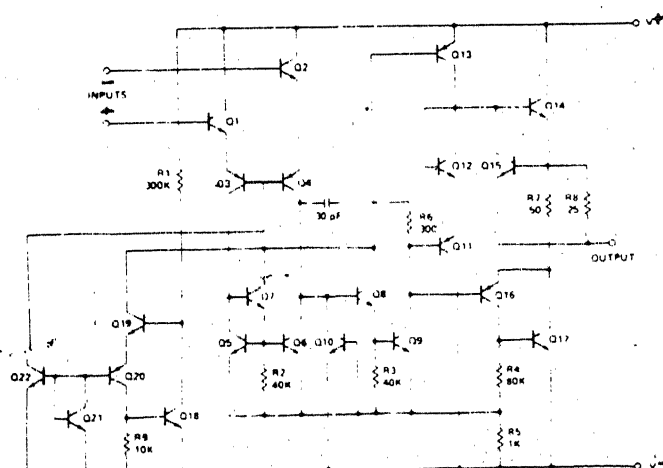 V+
Q13
Q2
INPUTS
Q14
Q1
R1
300K
Q3
Q4
Q12
Q15
R7
50
R8
25
30 pF
R6
300
Q11
OUTPUT
Q7
Q8
Q16
Q19
Q5
Q6
Q10
Q9
Q17
Q22
Q20
R2
40K
R3
40K
R4
80K
Q21
Q18
R9
10K
R5
1K
V-